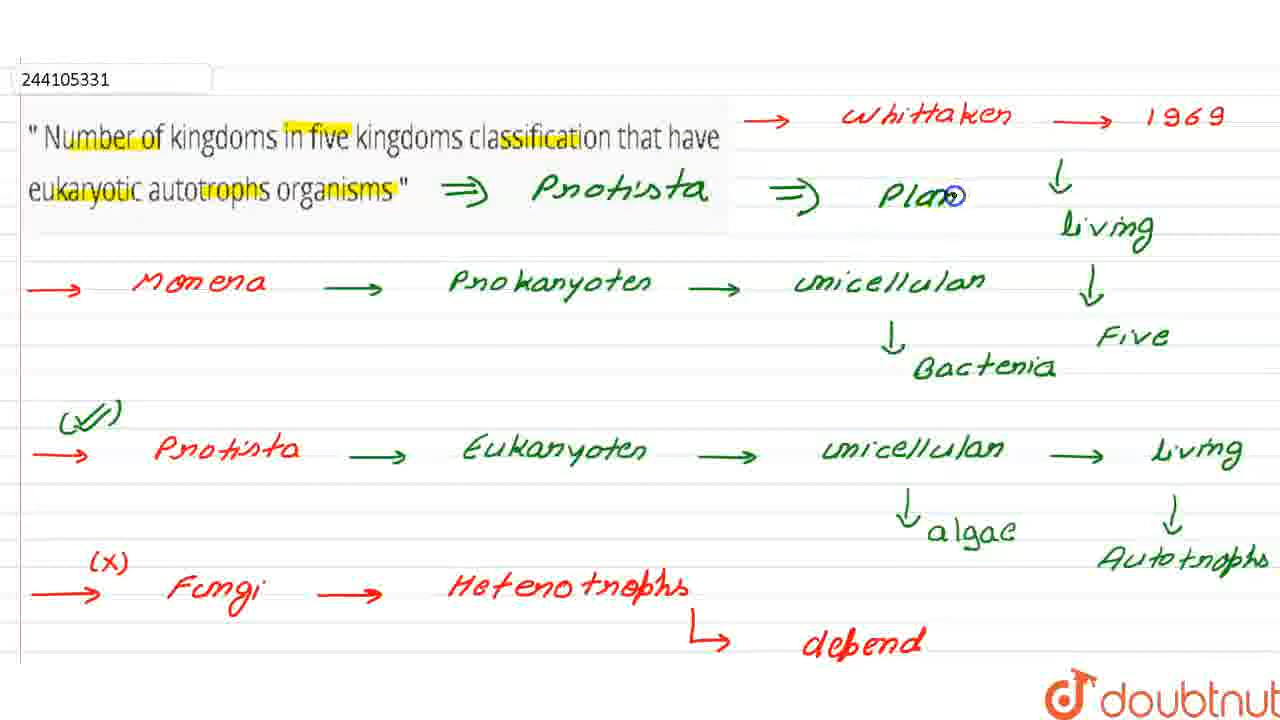 244105331
" Number of kingdoms in five kingdoms classification that have → Whittaker → 1969
eukaryotic autotrophs organisms " ⇒ Protista ⇒ Plan ↓
living
→ Monera → Prokaryotes → unicellular ↓
↓ Five
Bacteria
(✓)
→ Protista → Eukaryotes → unicellular → living
↓ algae ↓
Autotrophs
(x)
→ Fungi → Heterotrophs
↳ depend
doubtnut